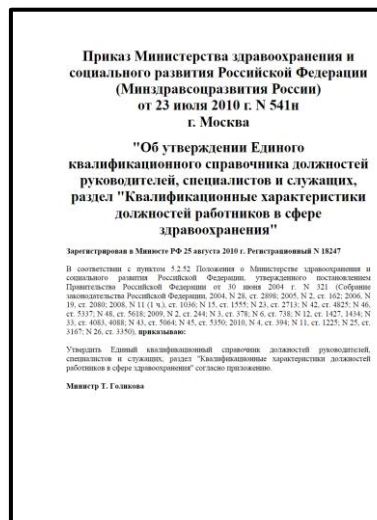 Приказ Министерства здравоохранения и
социального развития Российской Федерации
(Минздравсоцразвития России)
от 23 июля 2010 г. N 541н
г. Москва
"Об утверждении Единого
квалификационного справочника должностей
руководителей, специалистов и служащих,
раздел "Квалификационные характеристики
должностей работников в сфере
здравоохранения"
Зарегистрирован в Минюсте РФ 25 августа 2010 г. Регистрационный N 18247
В соответствии с пунктом 5.2.52 Положения о Министерстве здравоохранения и
социального развития Российской Федерации, утвержденного постановлением
Правительства Российской Федерации от 30 июня 2004 г. N 321 (Собрание
законодательства Российской Федерации, 2004, N 28, ст. 2898; 2005, N 2, ст. 162; 2006, N
19, ст. 2080; 2008, N 11 (1 ч.), ст. 1036; N 15, ст. 1555; N 23, ст. 2713; N 42, ст. 4825; N 46,
ст. 5337; N 48, ст. 5618; 2009, N 2, ст. 244; N 3, ст. 378; N 6, ст. 738; N 12, ст. 1427, 1434; N
33, ст. 4083, 4088; N 43, ст. 5064; N 45, ст. 5350; 2010, N 4, ст. 394; N 11, ст. 1225; N 25, ст.
3167; N 26, ст. 3350), приказываю:
Утвердить Единый квалификационный справочник должностей руководителей,
специалистов и служащих, раздел "Квалификационные характеристики должностей
работников в сфере здравоохранения" согласно приложению.
Министр Т. Голикова